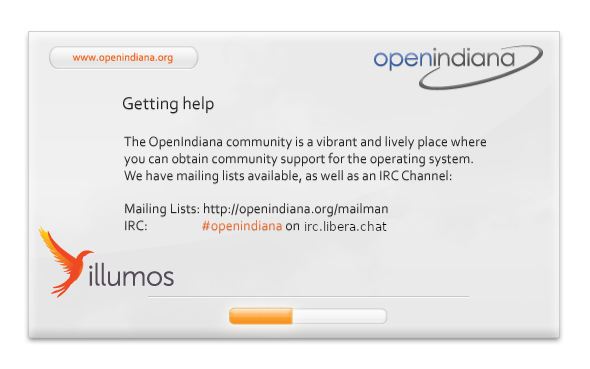 www.openindiana.org
openindiana
Getting help
The OpenIndiana community is a vibrant and lively place where
you can obtain community support for the operating system.
We have mailing lists available, as well as an IRC Channel:
Mailing Lists: http://openindiana.org/mailman
IRC: #openindiana on irc.libera.chat
illumos